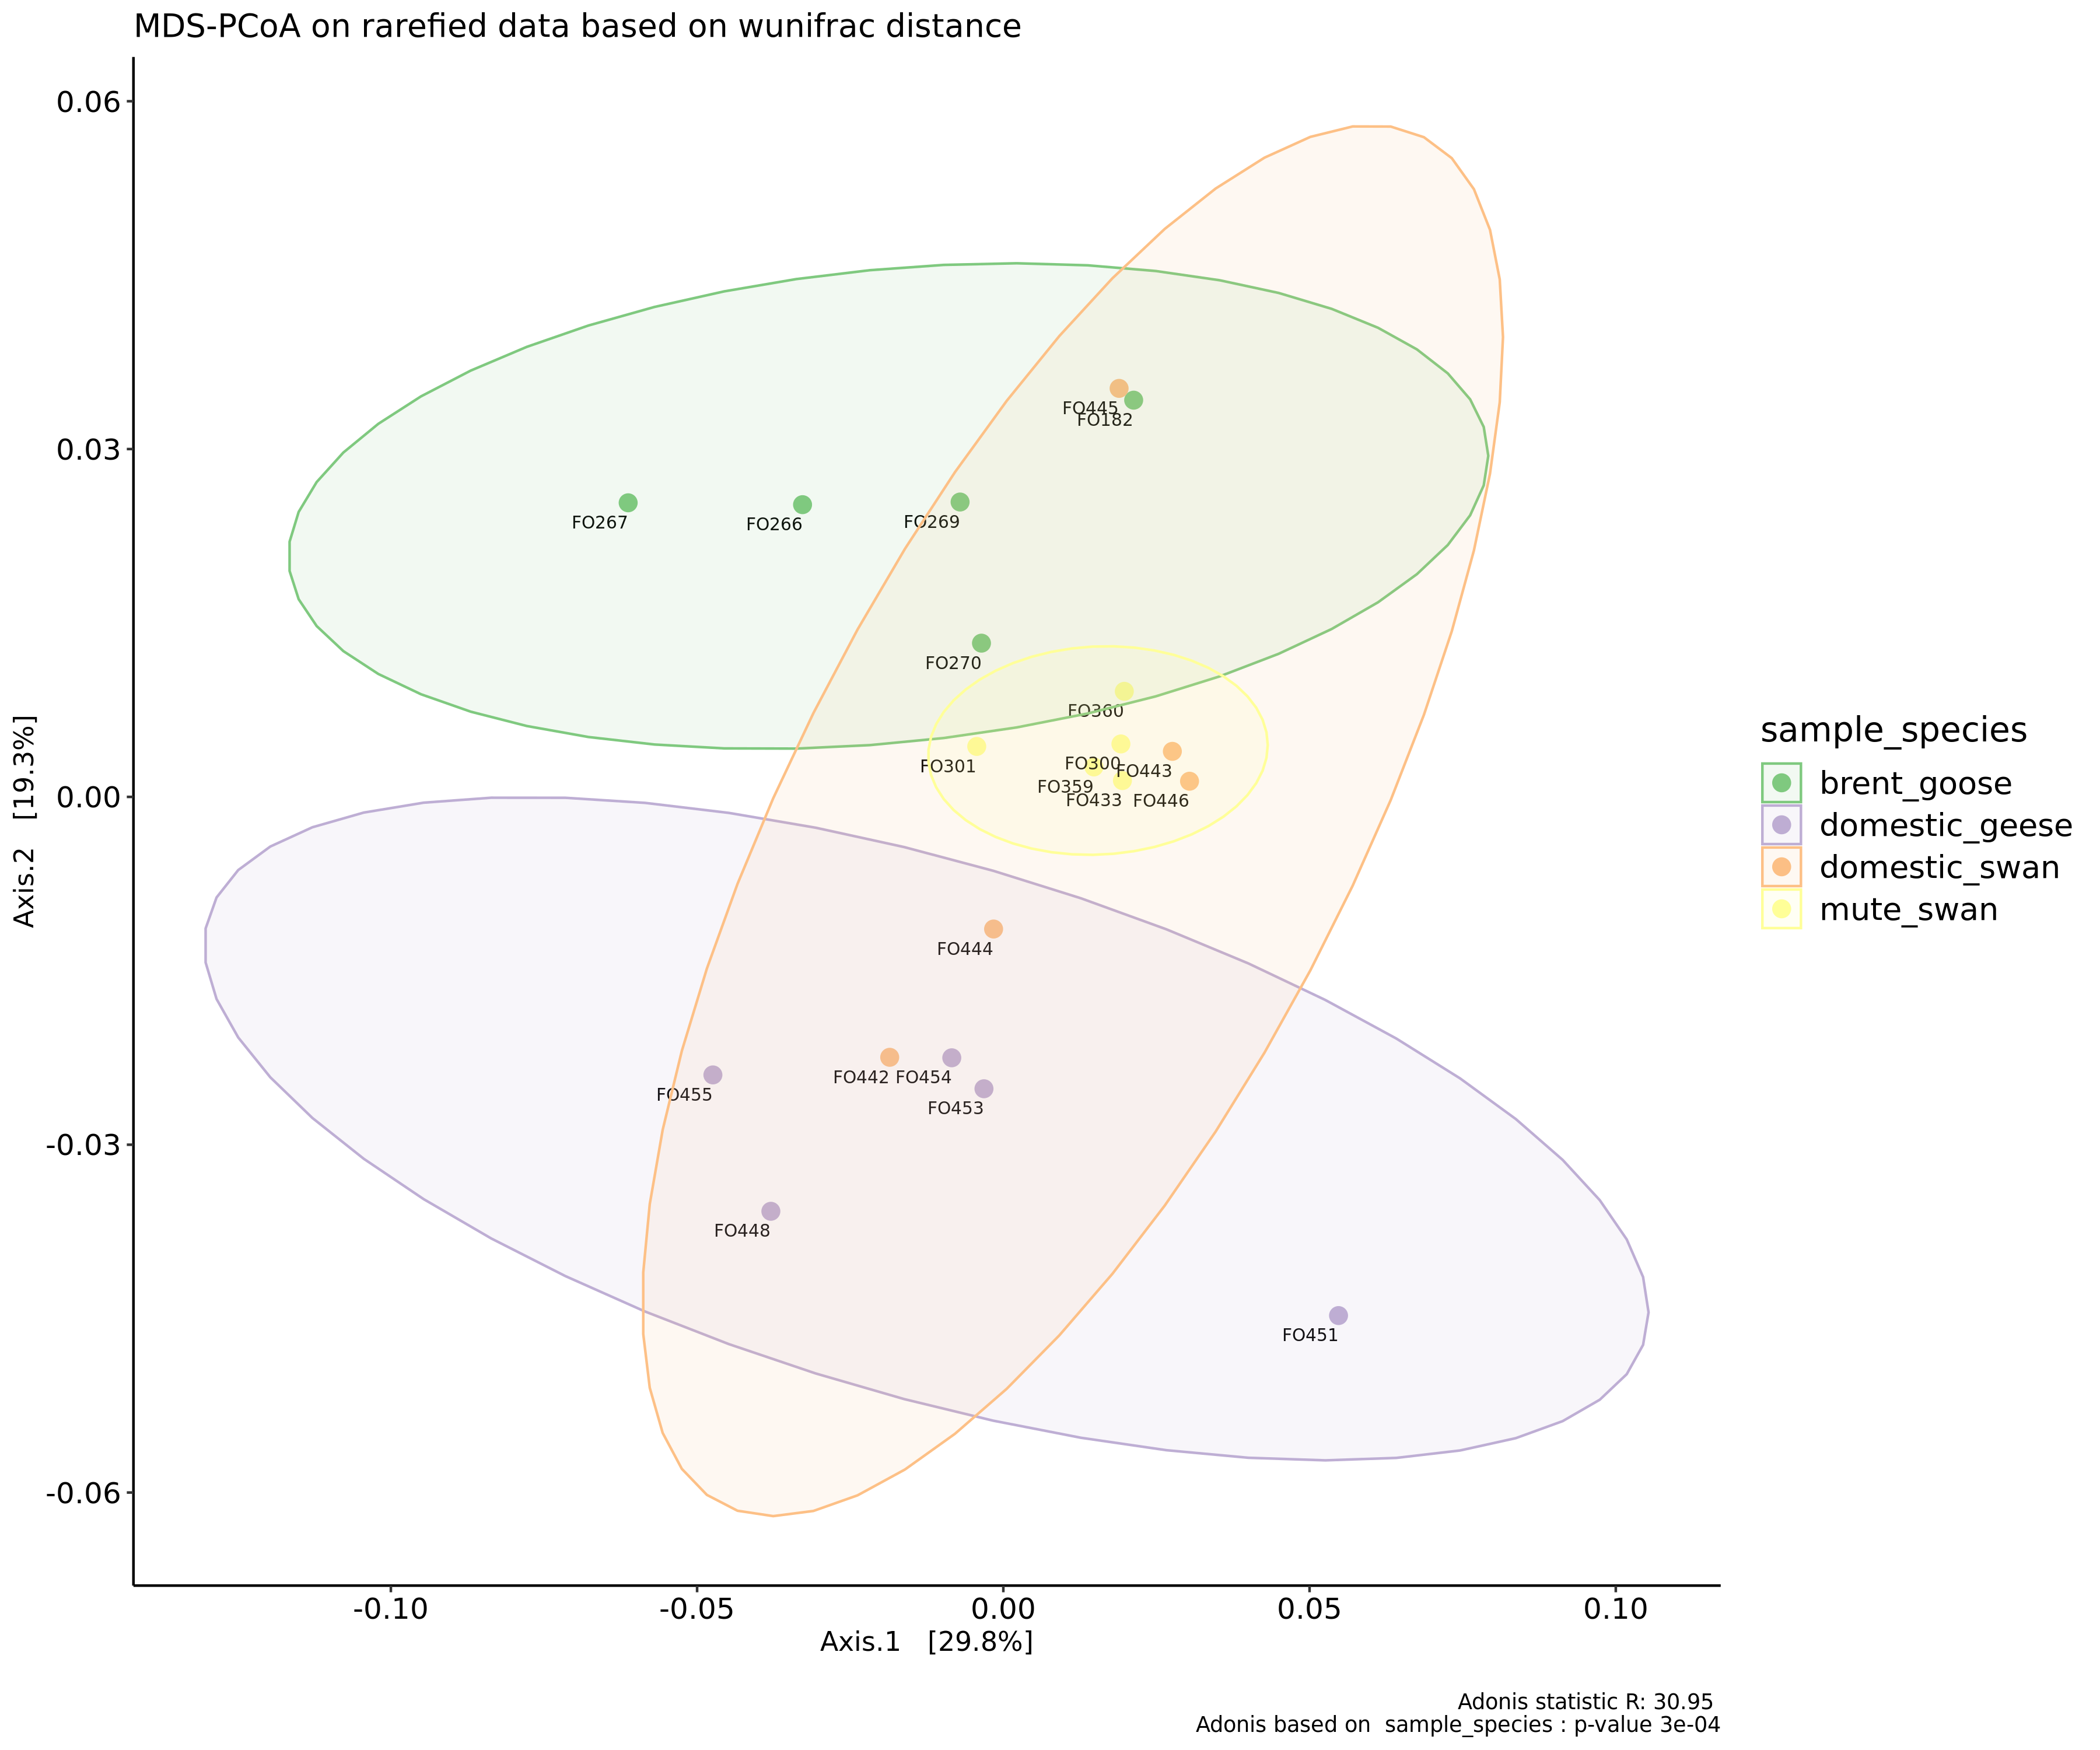 MDS-PCoA on rarefied data based on wunifrac distance
0.06
0.03
0.00
-0.03
-0.06
Axis.2 [19.3%]
FO445
FO182
FO267
FO266
FO269
FO270
FO360
FO301
FO300
FO443
FO359
FO433
FO446
FO444
FO442
FO454
FO455
FO453
FO448
FO451
sample_species
brent_goose
domestic_geese
domestic_swan
mute_swan
-0.10
-0.05
0.00
0.05
0.10
Axis.1 [29.8%]
Adonis statistic R: 30.95
Adonis based on sample_species : p-value 3e-04